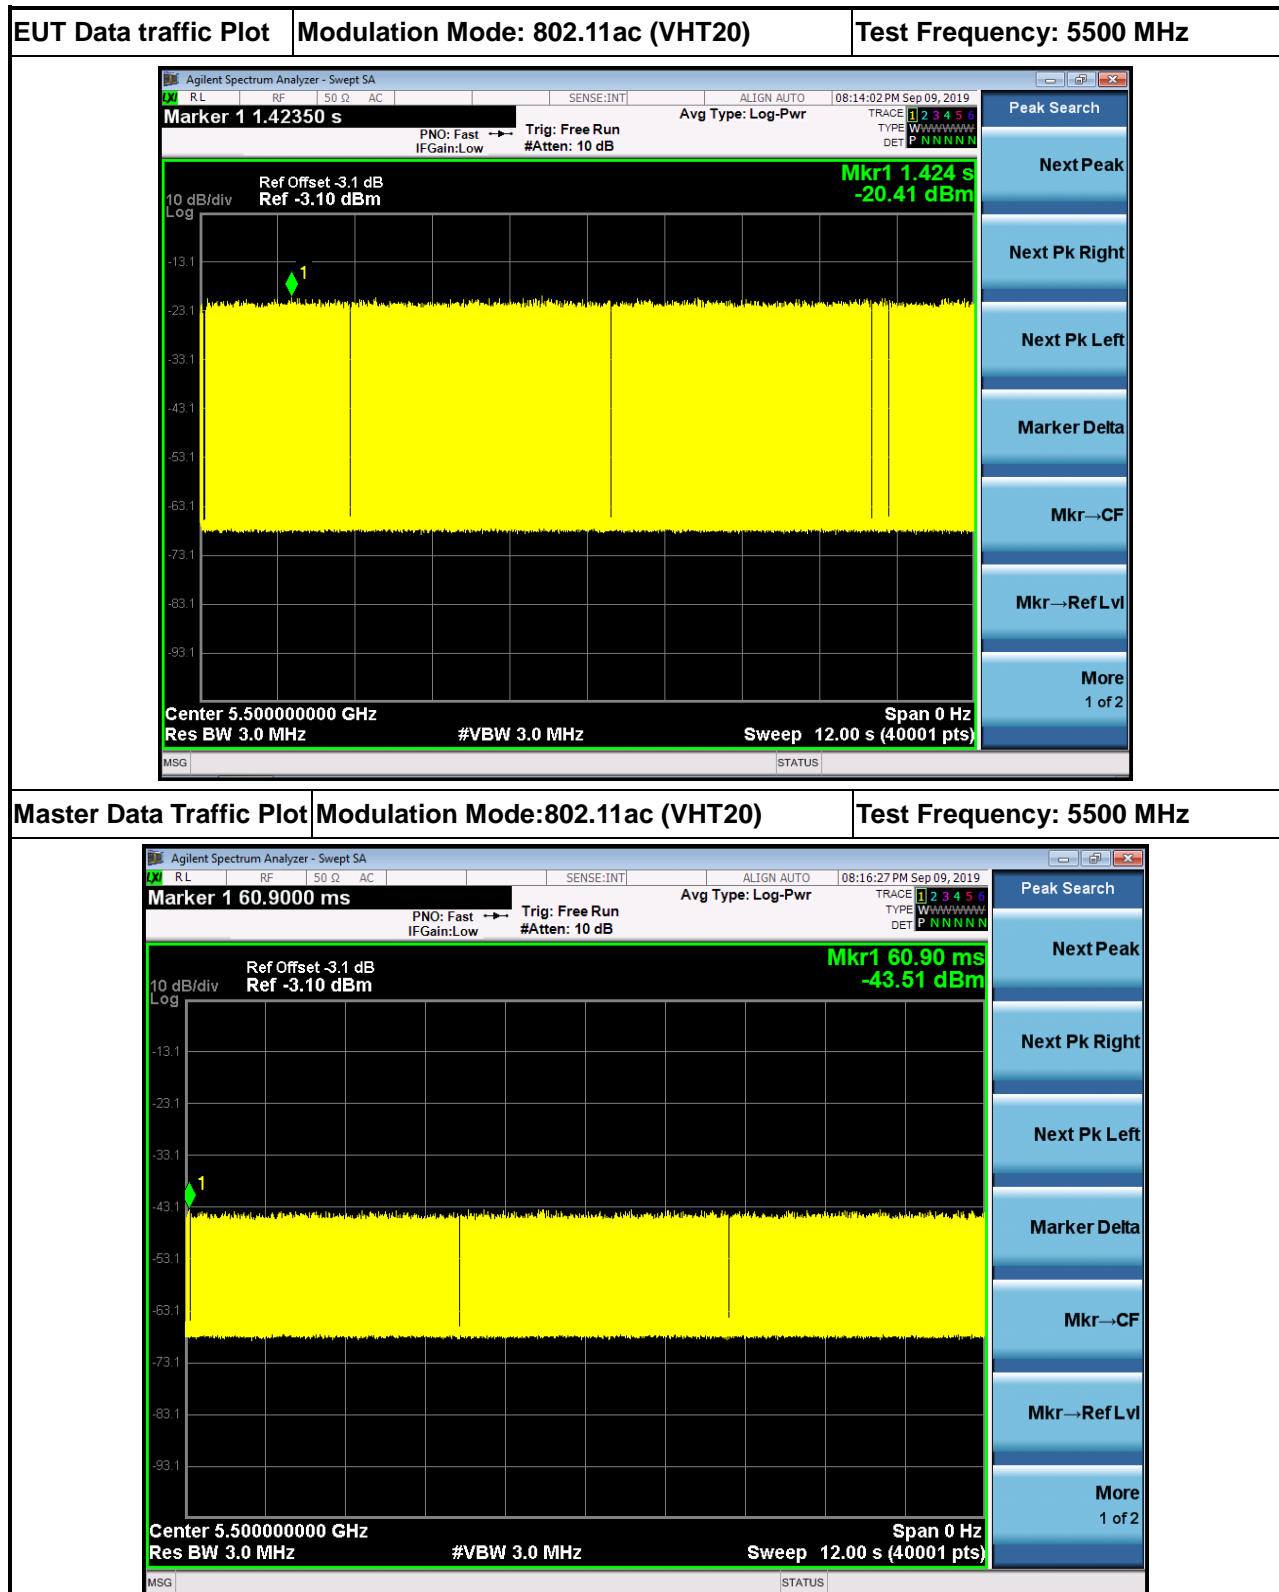 EUT Data traffic Plot Modulation Mode: 802.11ac (VHT20) Test Frequency: 5500 MHz
Agilent Spectrum Analyzer - Swept SA
LXI RL RF 50 Ω AC SENSE:INT ALIGN AUTO 08:14:02 PM Sep 09, 2019
Marker 1 1.42350 s
PNO: Fast
IFGain:Low
Trig: Free Run
#Atten: 10 dB
Avg Type: Log-Pwr
TRACE 1 2 3 4 5 6
TYPE WWWWWW
DET P N N N N N
Peak Search
Mkr1 1.424 s
-20.41 dBm
Ref Offset -3.1 dB
10 dB/div Ref -3.10 dBm
Log
-13.1
1
-23.1
-33.1
-43.1
-53.1
-63.1
-73.1
-83.1
-93.1
Center 5.500000000 GHz Span 0 Hz
Res BW 3.0 MHz #VBW 3.0 MHz Sweep 12.00 s (40001 pts)
MSG STATUS
Next Peak
Next Pk Right
Next Pk Left
Marker Delta
Mkr→CF
Mkr→Ref Lvl
More
1 of 2
Master Data Traffic Plot Modulation Mode:802.11ac (VHT20) Test Frequency: 5500 MHz
Agilent Spectrum Analyzer - Swept SA
LXI RL RF 50 Ω AC SENSE:INT ALIGN AUTO 08:16:27 PM Sep 09, 2019
Marker 1 60.9000 ms
PNO: Fast
IFGain:Low
Trig: Free Run
#Atten: 10 dB
Avg Type: Log-Pwr
TRACE 1 2 3 4 5 6
TYPE WWWWWW
DET P N N N N N
Peak Search
Mkr1 60.90 ms
-43.51 dBm
Ref Offset -3.1 dB
10 dB/div Ref -3.10 dBm
Log
-13.1
-23.1
-33.1
1
-43.1
-53.1
-63.1
-73.1
-83.1
-93.1
Center 5.500000000 GHz Span 0 Hz
Res BW 3.0 MHz #VBW 3.0 MHz Sweep 12.00 s (40001 pts)
MSG STATUS
Next Peak
Next Pk Right
Next Pk Left
Marker Delta
Mkr→CF
Mkr→Ref Lvl
More
1 of 2